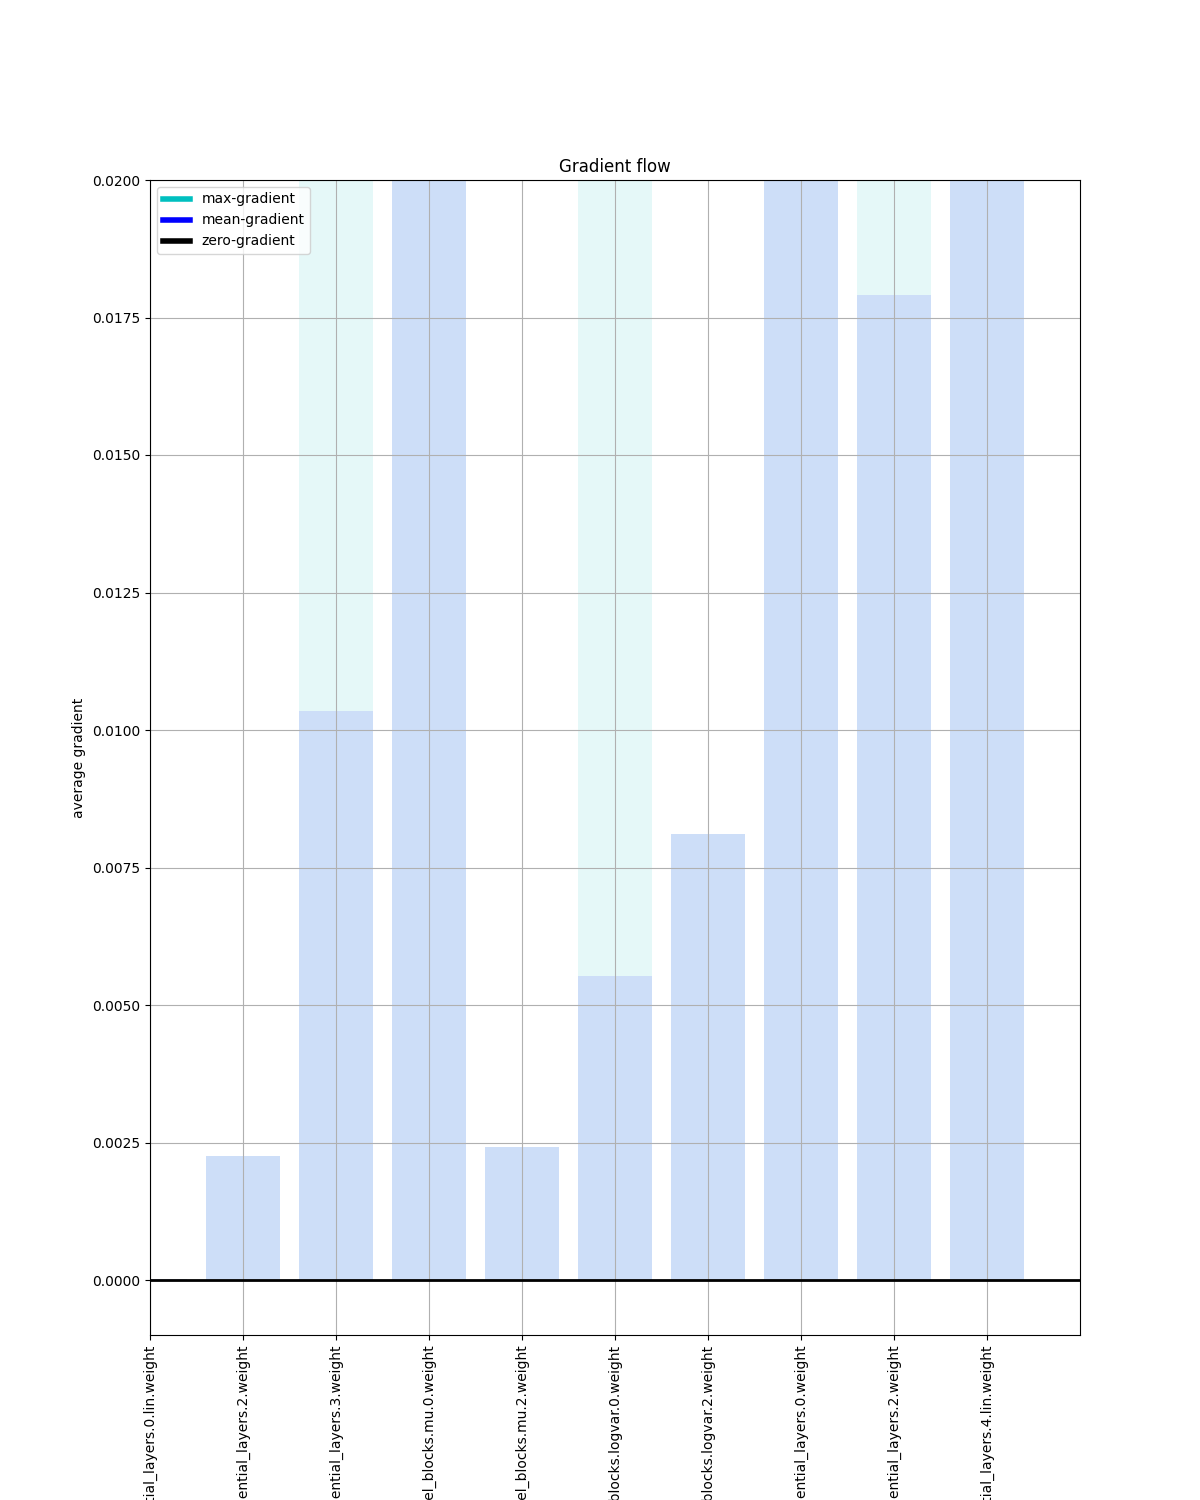 Gradient flow
max-gradient
mean-gradient
zero-gradient
0.0200
0.0175
0.0150
0.0125
0.0100
0.0075
0.0050
0.0025
0.0000
average gradient
tial_layers.0.lin.weight
ential_layers.2.weight
ential_layers.3.weight
el_blocks.mu.0.weight
el_blocks.mu.2.weight
blocks.logvar.0.weight
blocks.logvar.2.weight
ential_layers.0.weight
ential_layers.2.weight
tial_layers.4.lin.weight